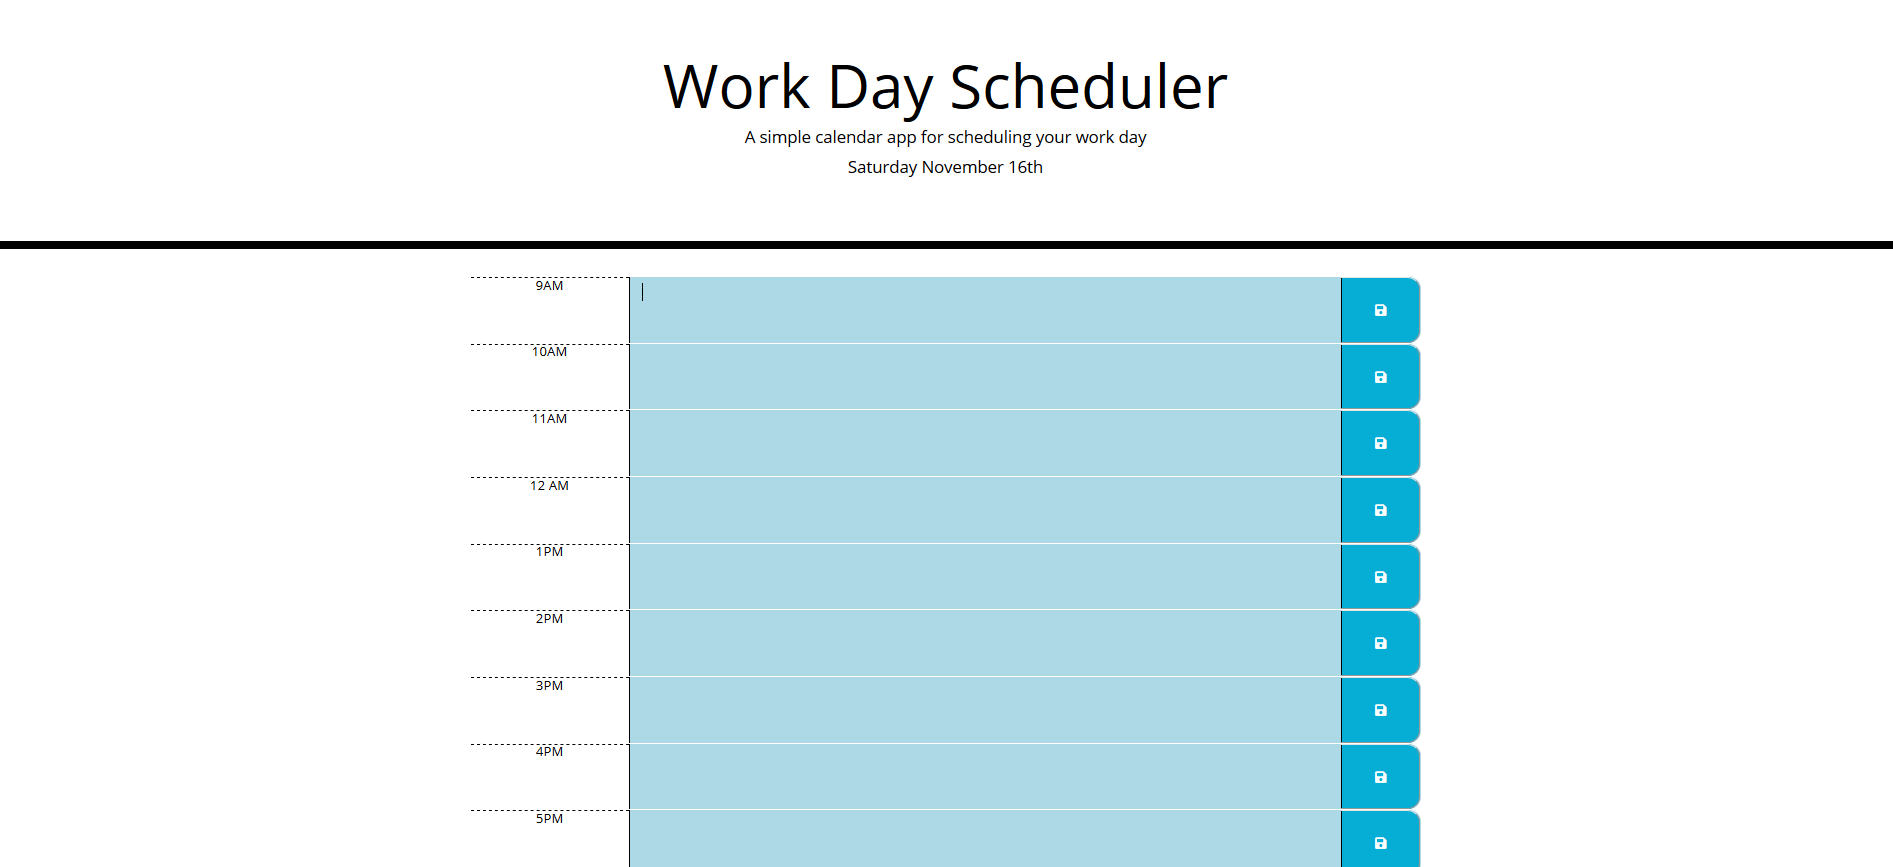 Work Day Scheduler
A simple calendar app for scheduling your work day
Saturday November 16th
9AM
10AM
11AM
12 AM
1PM
2PM
3PM
4PM
5PM